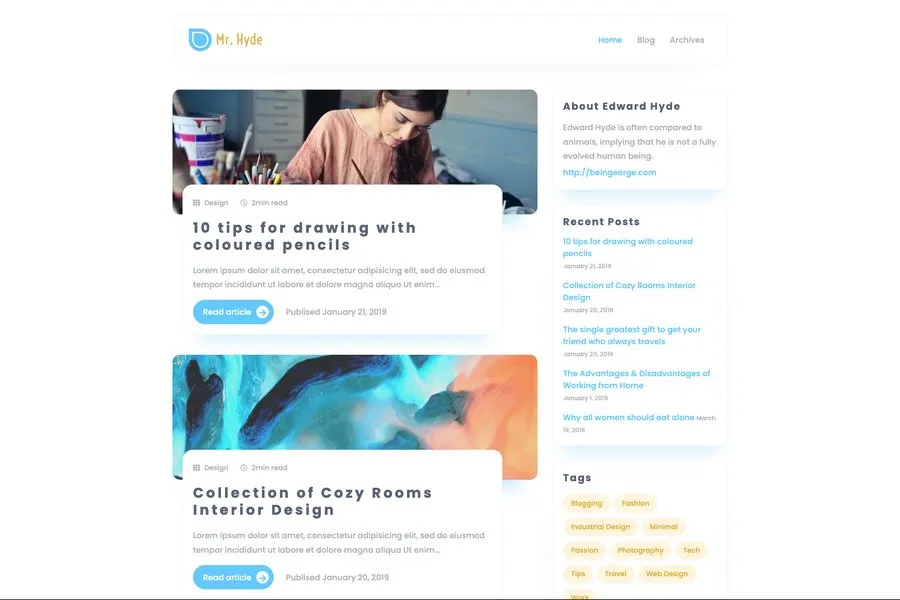 Mr. Hyde
Home Blog Archives
Design 2min read
10 tips for drawing with
coloured pencils
Lorem ipsum dolor sit amet, consectetur adipisicing elit, sed do eiusmod
tempor incididunt ut labore et dolore magna aliqua Ut enim...
Read article Publised January 21, 2019
Design 2min read
Collection of Cozy Rooms
Interior Design
Lorem ipsum dolor sit amet, consectetur adipisicing elit, sed do eiusmod
tempor incididunt ut labore et dolore magna aliqua Ut enim...
Read article Publised January 20, 2019
About Edward Hyde
Edward Hyde is often compared to
animals, implying that he is not a fully
evolved human being.
http://beingeorge.com
Recent Posts
10 tips for drawing with coloured
pencils
January 21, 2019
Collection of Cozy Rooms Interior
Design
January 20, 2019
The single greatest gift to get your
friend who always travels
January 20, 2019
The Advantages & Disadvantages of
Working from Home
January 1, 2019
Why all women should eat alone March
19, 2016
Tags
Blogging Fashion
Industrial Design Minimal
Passion Photography Tech
Tips Travel Web Design
Work